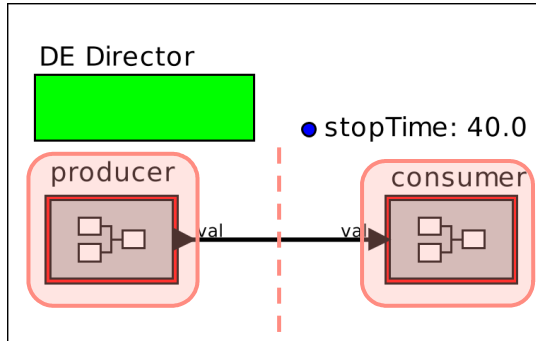 DE Director
stopTime: 40.0
producer
consumer
val
val